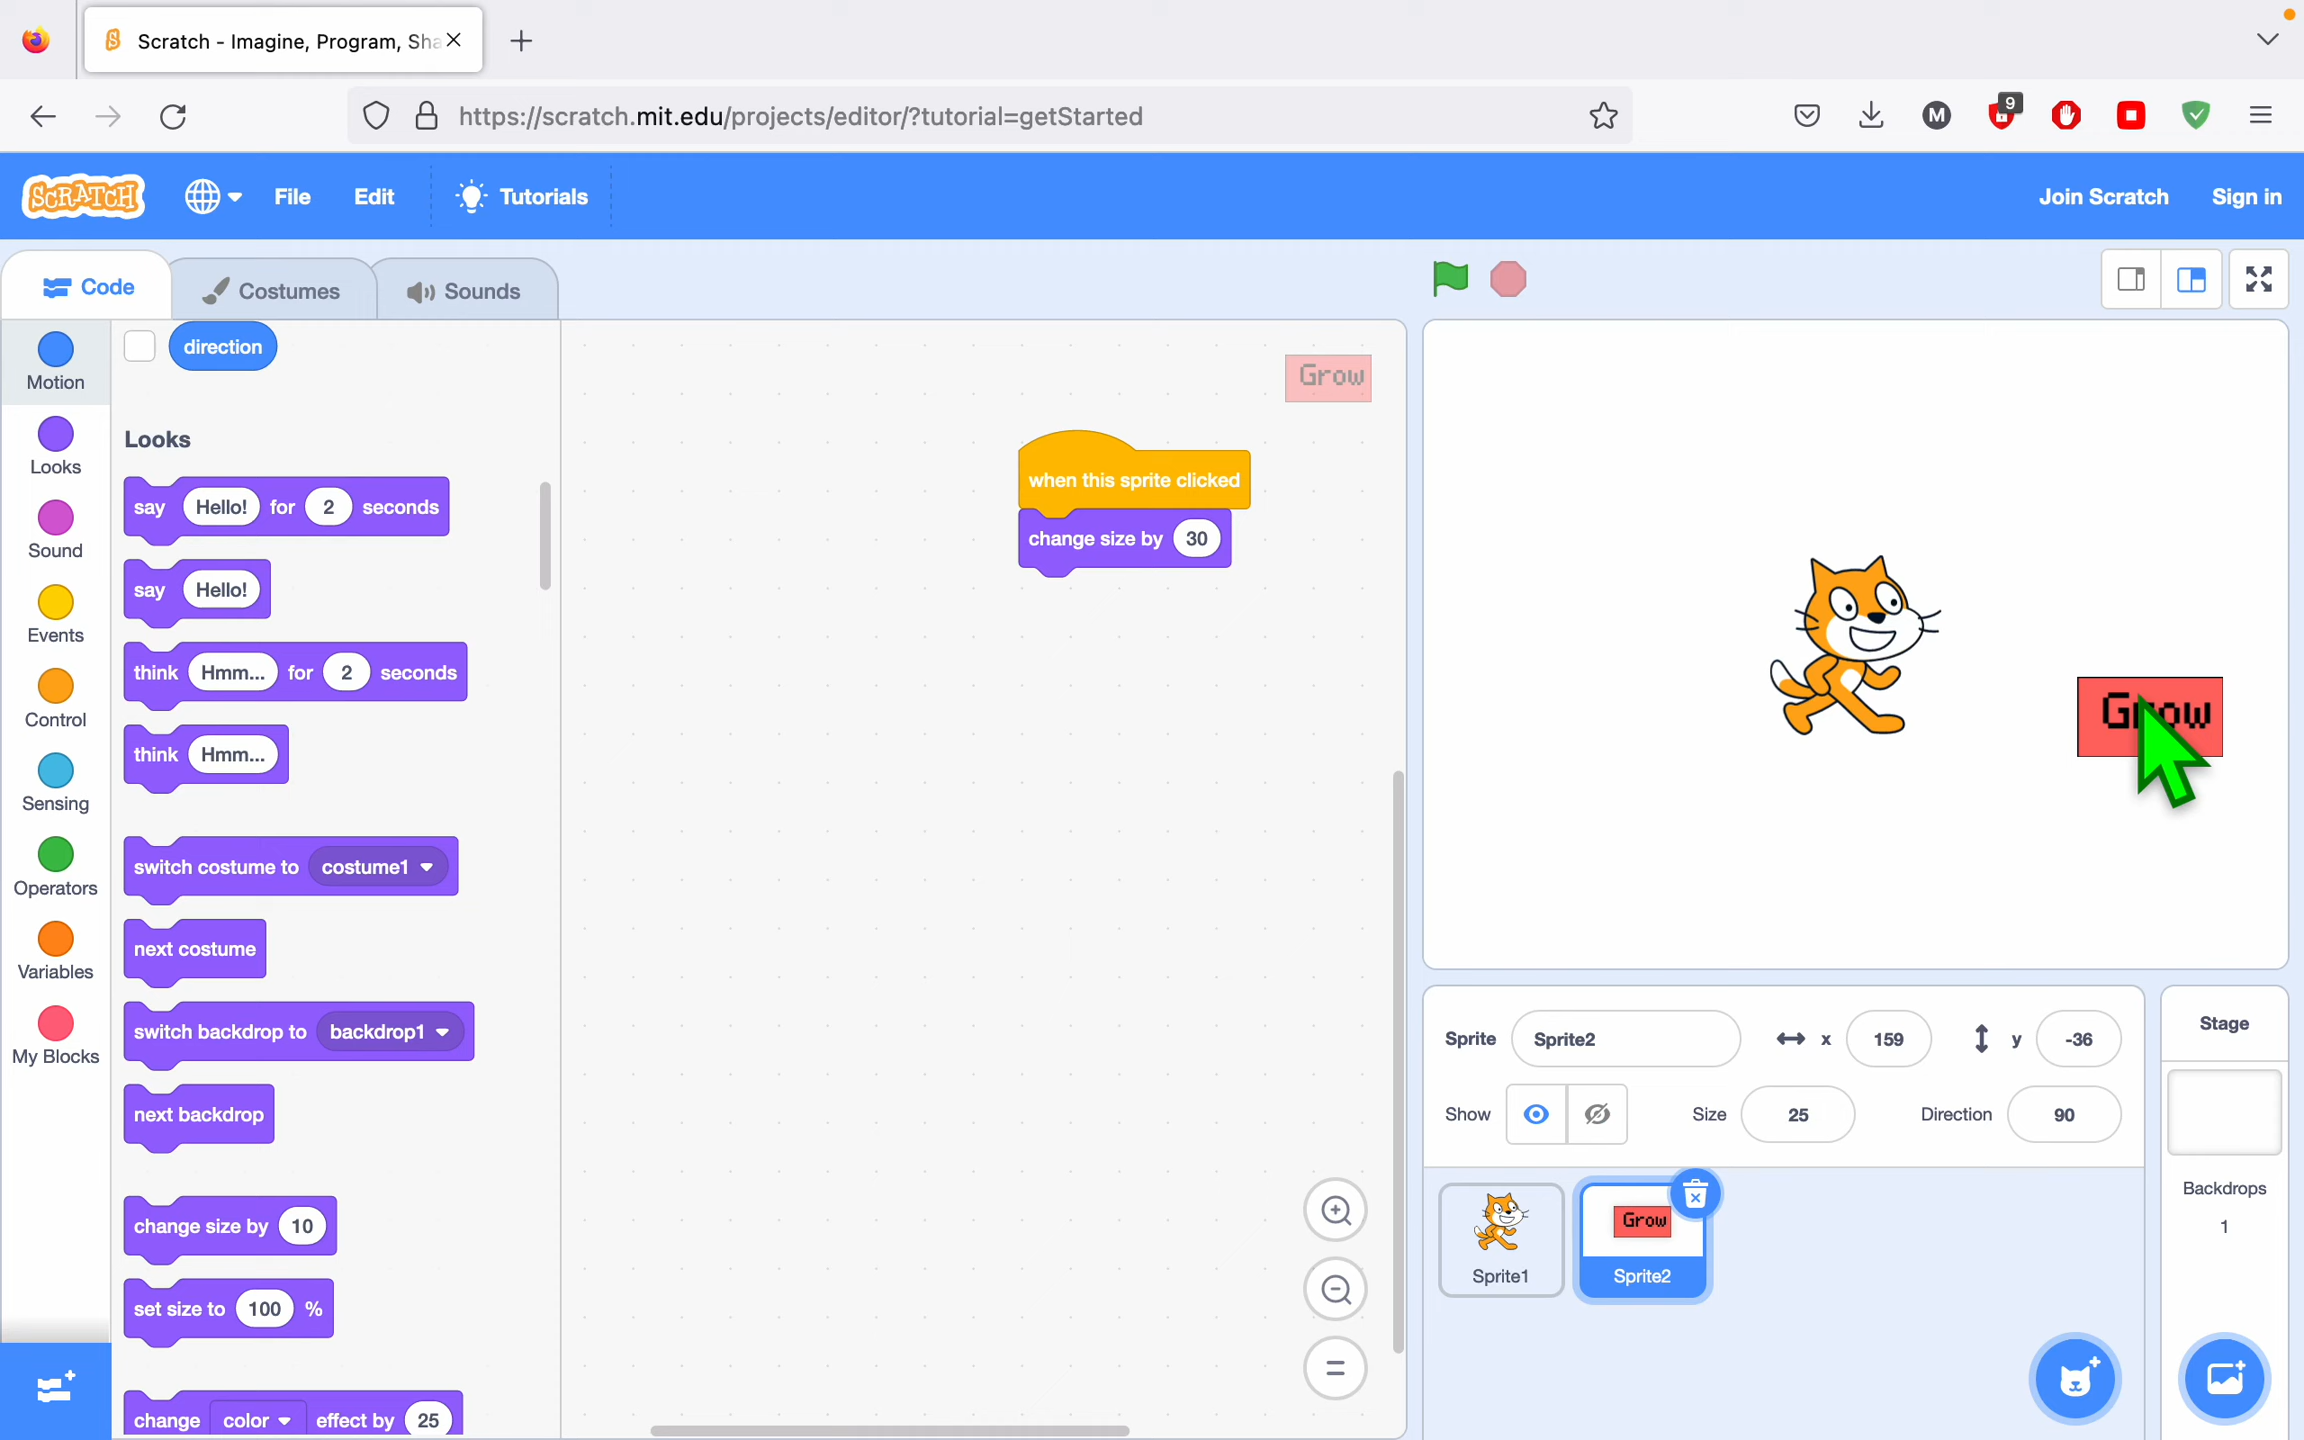 Scratch - Imagine, Program, Sha
https://scratch.mit.edu/projects/editor/?tutorial=getStarted
M
9
SCRATCH
File
Edit
Tutorials
Join Scratch
Sign in
Code
Costumes
Sounds
Motion
Looks
Sound
Events
Control
Sensing
Operators
Variables
My Blocks
direction
Looks
say Hello! for 2 seconds
say Hello!
think Hmm... for 2 seconds
think Hmm...
switch costume to costume1
next costume
switch backdrop to backdrop1
next backdrop
change size by 10
set size to 100 %
change color effect by 25
Grow
when this sprite clicked
change size by 30
Grow
Sprite Sprite2 x 159 y -36
Show Size 25 Direction 90
Sprite1
Grow
Sprite2
Stage
Backdrops
1